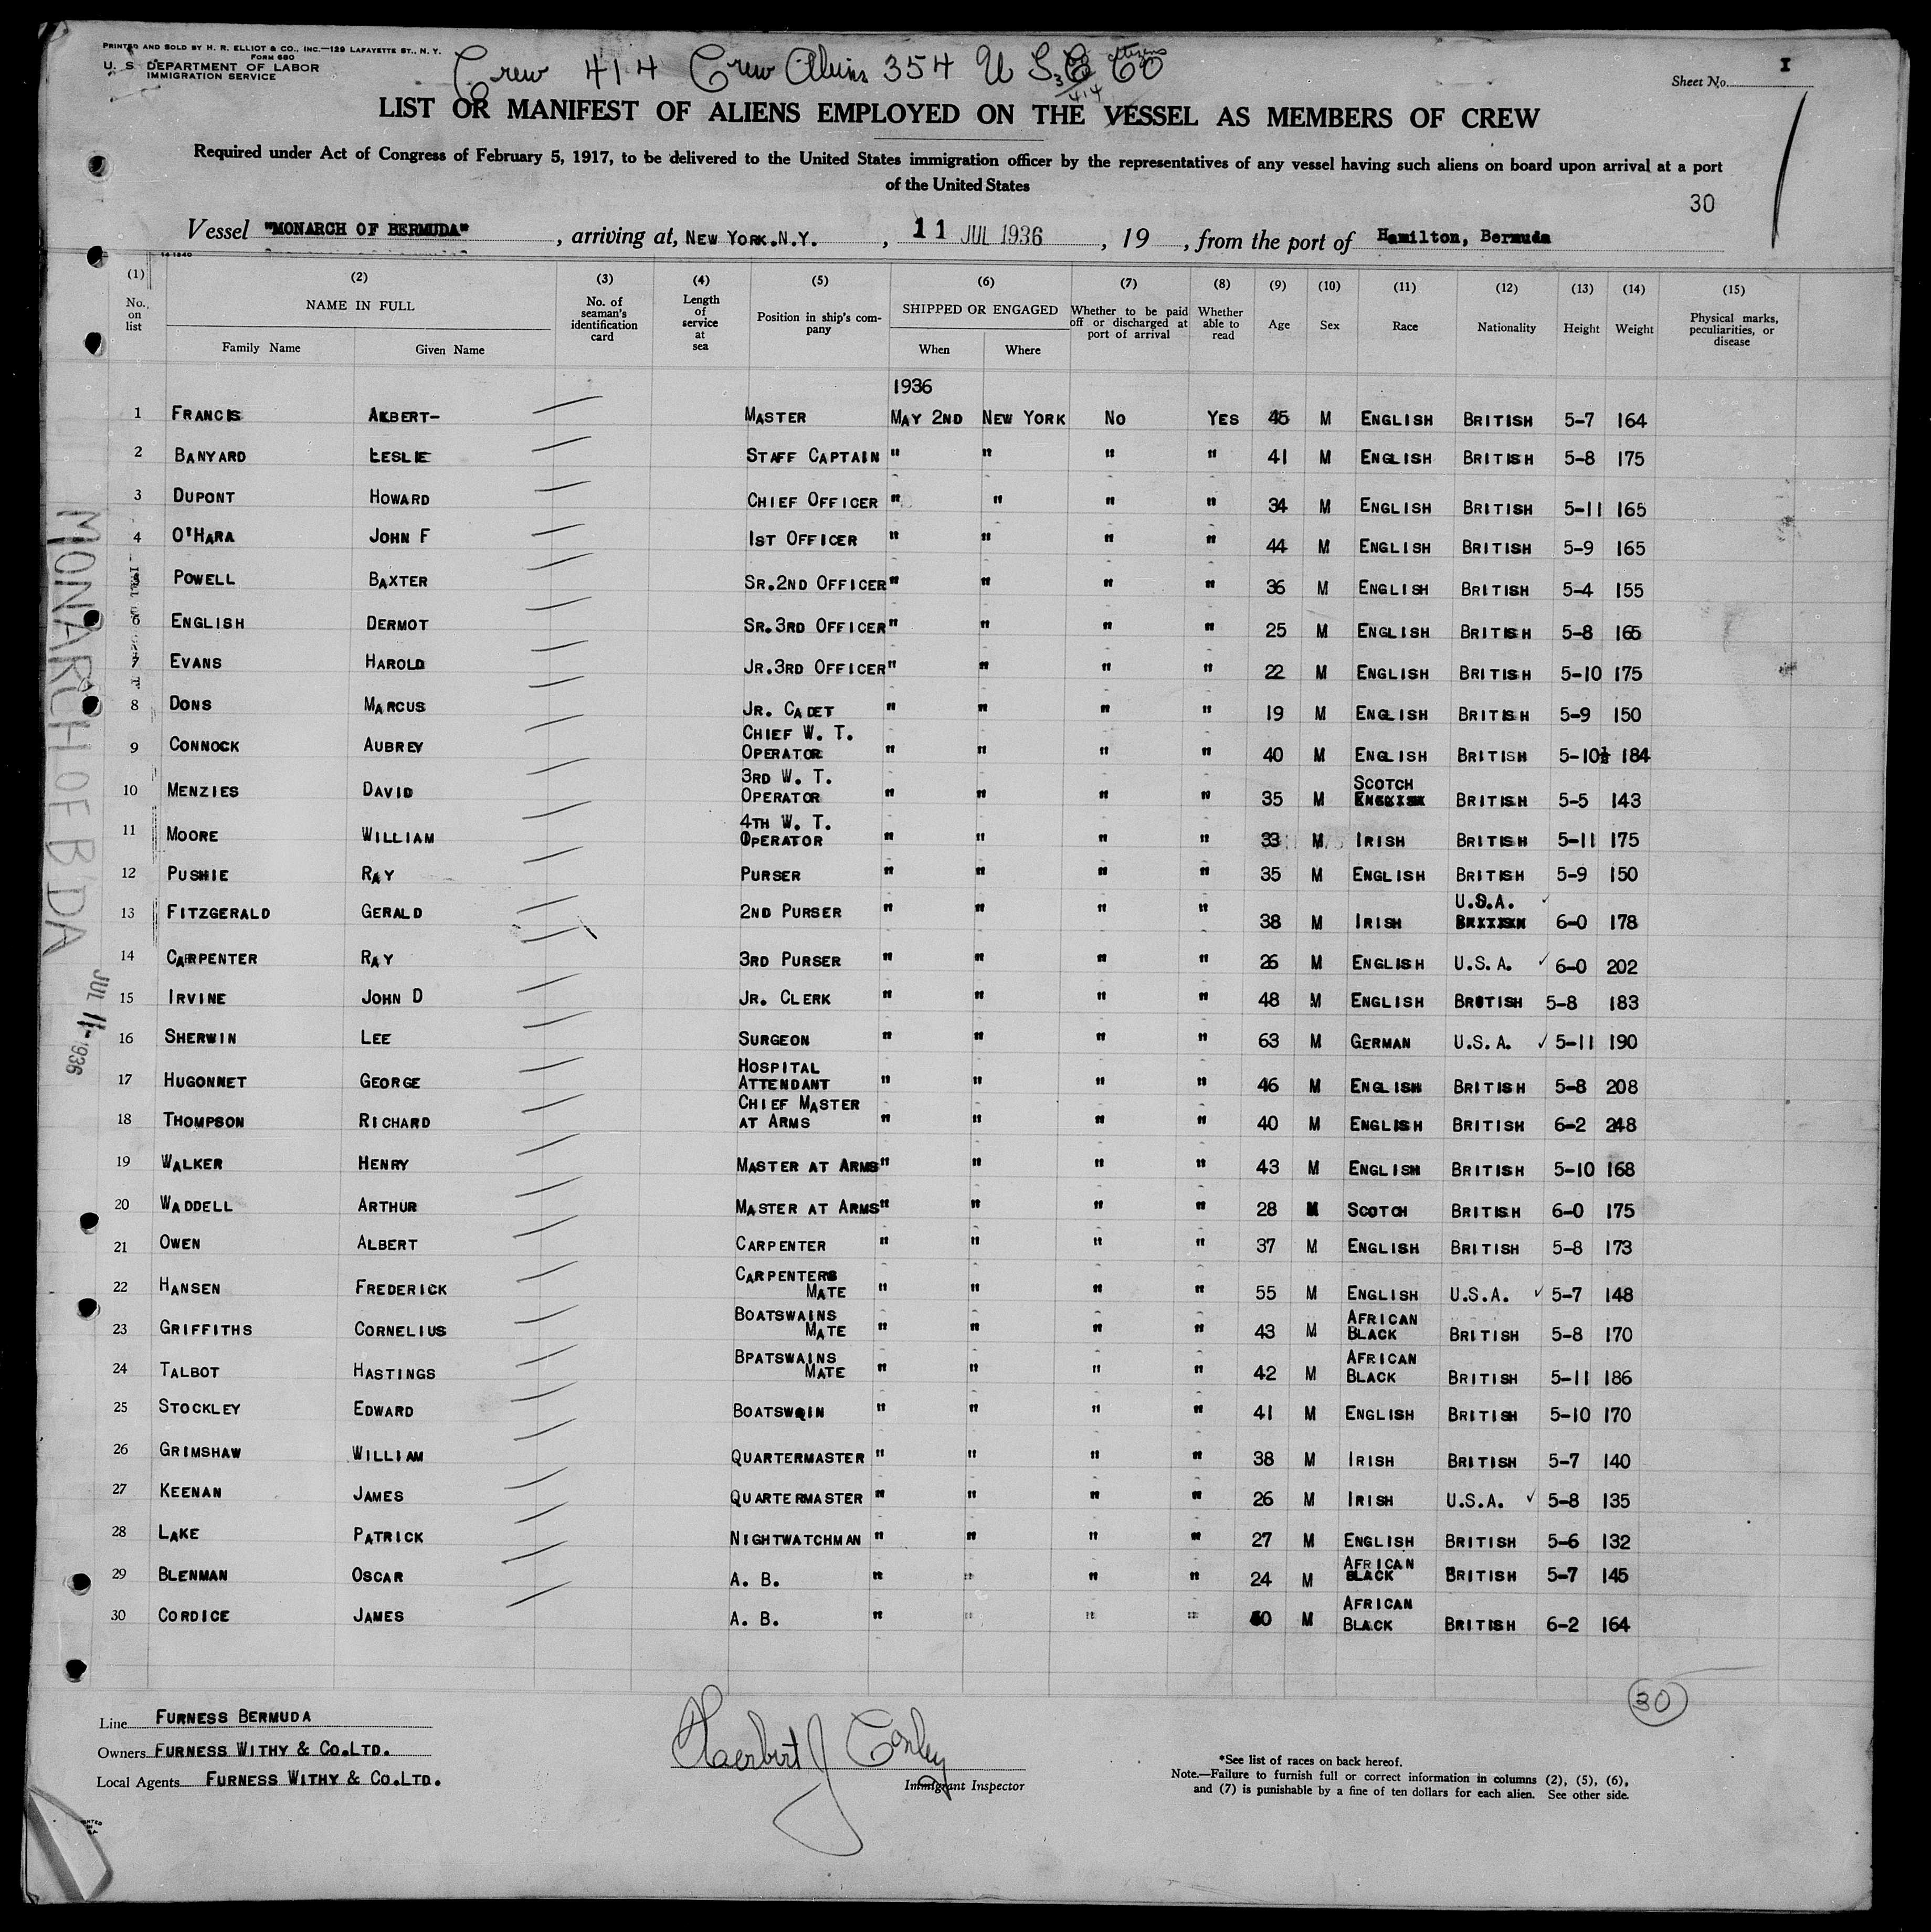 PRINTED AND SOLD BY H. R. ELLIOT & CO., INC.—129 LAFAYETTE ST., N. Y.
FORM 680
U. S. DEPARTMENT OF LABOR
IMMIGRATION SERVICE
Crew 414 Crew Aliens 354 U S Citizens 60
414
Sheet No. I
LIST OR MANIFEST OF ALIENS EMPLOYED ON THE VESSEL AS MEMBERS OF CREW
Required under Act of Congress of February 5, 1917, to be delivered to the United States immigration officer by the representatives of any vessel having such aliens on board upon arrival at a port
of the United States
30
Vessel "MONARCH OF BERMUDA", arriving at, NEW YORK.N.Y., 11 JUL 1936, 19 , from the port of Hamilton, Bermuda
(1) (2) (3) (4) (5) (6) (7) (8) (9) (10) (11) (12) (13) (14) (15)
No. on list NAME IN FULL No. of seaman's identification card Length of service at sea Position in ship's company SHIPPED OR ENGAGED Whether to be paid off or discharged at port of arrival Whether able to read Age Sex Race Nationality Height Weight Physical marks, peculiarities, or disease
Family Name Given Name When Where
1936
1 FRANCIS ALBERT- MASTER MAY 2ND NEW YORK NO YES 45 M ENGLISH BRITISH 5-7 164
2 BANYARD LESLIE STAFF CAPTAIN " " " " 41 M ENGLISH BRITISH 5-8 175
3 DUPONT HOWARD CHIEF OFFICER " " " " 34 M ENGLISH BRITISH 5-11 165
4 O'HARA JOHN F 1ST OFFICER " " " " 44 M ENGLISH BRITISH 5-9 165
5 POWELL BAXTER SR.2ND OFFICER " " " " 36 M ENGLISH BRITISH 5-4 155
6 ENGLISH DERMOT SR.3RD OFFICER " " " " 25 M ENGLISH BRITISH 5-8 165
7 EVANS HAROLD JR.3RD OFFICER " " " " 22 M ENGLISH BRITISH 5-10 175
8 DONS MARCUS JR. CADET " " " " 19 M ENGLISH BRITISH 5-9 150
9 CONNOCK AUBREY CHIEF W. T. OPERATOR " " " " 40 M ENGLISH BRITISH 5-10½ 184
10 MENZIES DAVID 3RD W. T. OPERATOR " " " " 35 M SCOTCH BRITISH 5-5 143
11 MOORE WILLIAM 4TH W. T. OPERATOR " " " " 33 M IRISH BRITISH 5-11 175
12 PUSHIE RAY PURSER " " " " 35 M ENGLISH BRITISH 5-9 150
13 FITZGERALD GERALD 2ND PURSER " " " " 38 M IRISH U.S.A. ✓ 6-0 178
14 CARPENTER RAY 3RD PURSER " " " " 26 M ENGLISH U.S.A. ✓ 6-0 202
15 IRVINE JOHN D JR. CLERK " " " " 48 M ENGLISH BROTISH 5-8 183
16 SHERWIN LEE SURGEON " " " " 63 M GERMAN U.S.A. ✓ 5-11 190
17 HUGONNET GEORGE HOSPITAL ATTENDANT " " " " 46 M ENGLISH BRITISH 5-8 208
18 THOMPSON RICHARD CHIEF MASTER AT ARMS " " " " 40 M ENGLISH BRITISH 6-2 248
19 WALKER HENRY MASTER AT ARMS " " " " 43 M ENGLISH BRITISH 5-10 168
20 WADDELL ARTHUR MASTER AT ARMS " " " " 28 M SCOTCH BRITISH 6-0 175
21 OWEN ALBERT CARPENTER " " " " 37 M ENGLISH BRITISH 5-8 173
22 HANSEN FREDERICK CARPENTERS MATE " " " " 55 M ENGLISH U.S.A. ✓ 5-7 148
23 GRIFFITHS CORNELIUS BOATSWAINS MATE " " " " 43 M AFRICAN BLACK BRITISH 5-8 170
24 TALBOT HASTINGS BPATSWAINS MATE " " " " 42 M AFRICAN BLACK BRITISH 5-11 186
25 STOCKLEY EDWARD BOATSWAIN " " " " 41 M ENGLISH BRITISH 5-10 170
26 GRIMSHAW WILLIAM QUARTERMASTER " " " " 38 M IRISH BRITISH 5-7 140
27 KEENAN JAMES QUARTERMASTER " " " " 26 M IRISH U.S.A. ✓ 5-8 135
28 LAKE PATRICK NIGHTWATCHMAN " " " " 27 M ENGLISH BRITISH 5-6 132
29 BLENMAN OSCAR A. B. " " " " 24 M AFRICAN BLACK BRITISH 5-7 145
30 CORDICE JAMES A. B. " " " " M AFRICAN BLACK BRITISH 6-2 164
MONARCH OF B'DA
JUL 11 1936
30
Line FURNESS BERMUDA
Owners FURNESS WITHY & CO.LTD.
Local Agents FURNESS WITHY & CO.LTD.
Immigrant Inspector
*See list of races on back hereof.
Note.—Failure to furnish full or correct information in columns (2), (5), (6),
and (7) is punishable by a fine of ten dollars for each alien. See other side.